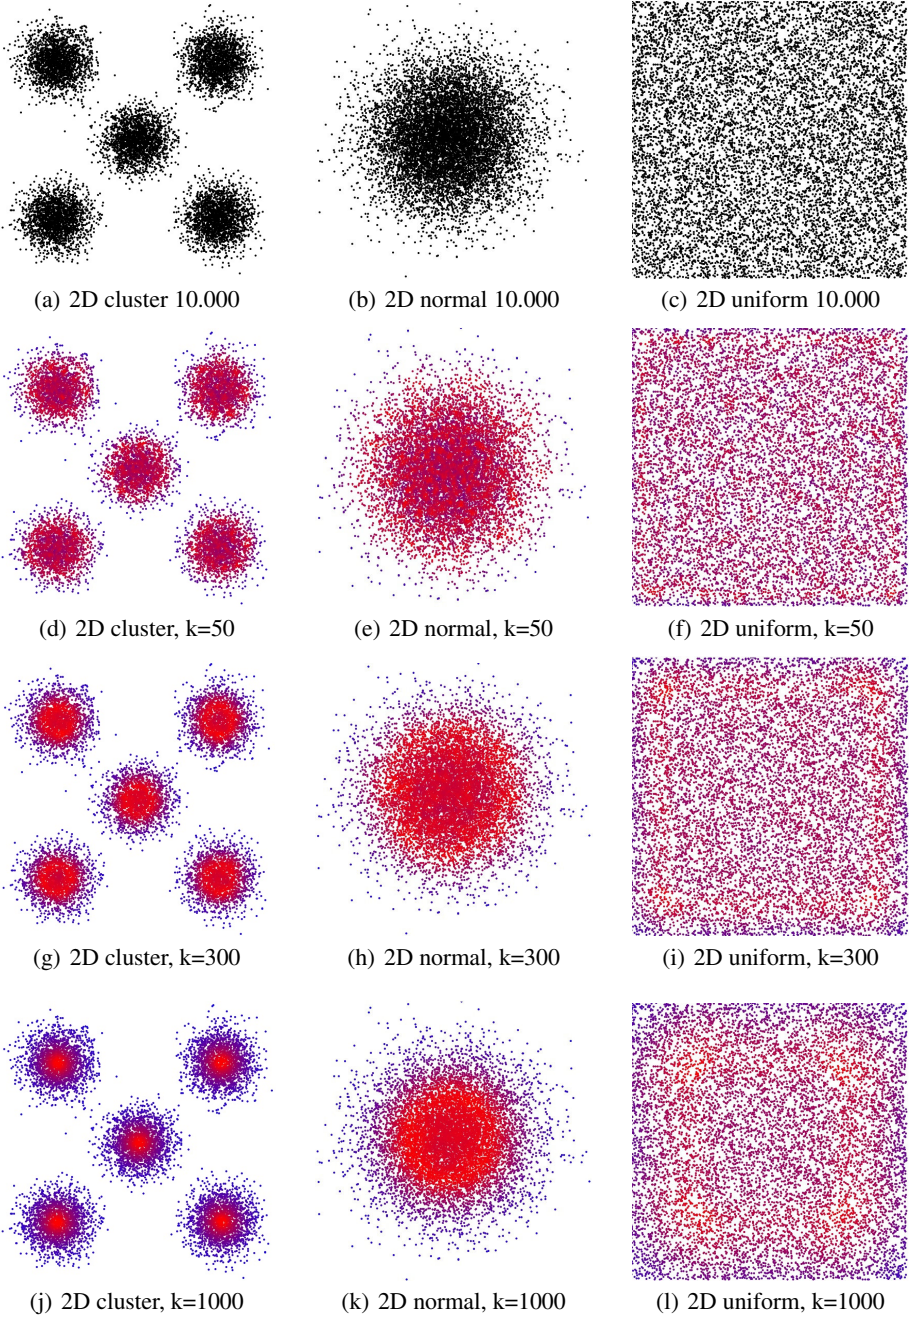 (a) 2D cluster 10.000
(b) 2D normal 10.000
(c) 2D uniform 10.000
(d) 2D cluster, k=50
(e) 2D normal, k=50
(f) 2D uniform, k=50
(g) 2D cluster, k=300
(h) 2D normal, k=300
(i) 2D uniform, k=300
(j) 2D cluster, k=1000
(k) 2D normal, k=1000
(l) 2D uniform, k=1000